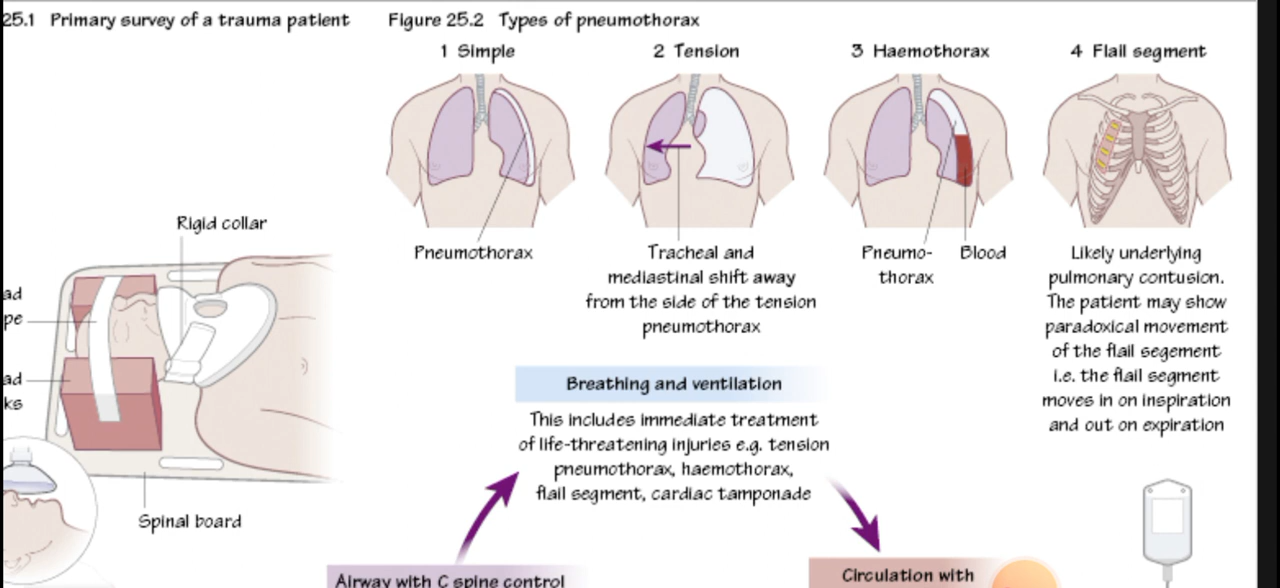 25.1 Primary survey of a trauma patient
Figure 25.2 Types of pneumothorax
1 Simple
2 Tension
3 Haemothorax
4 Flail segment
Pneumothorax
Tracheal and
mediastinal shift away
from the side of the tension
pneumothorax
Pneumo-
thorax
Blood
Likely underlying
pulmonary contusion.
The patient may show
paradoxical movement
of the flail segement
i.e. the flail segment
moves in on inspiration
and out on expiration
Rigid collar
ad
pe
ad
ks
Spinal board
Breathing and ventilation
This includes immediate treatment
of life-threatening injuries e.g. tension
pneumothorax, haemothorax,
flail segment, cardiac tamponade
Airway with C spine control
Circulation with